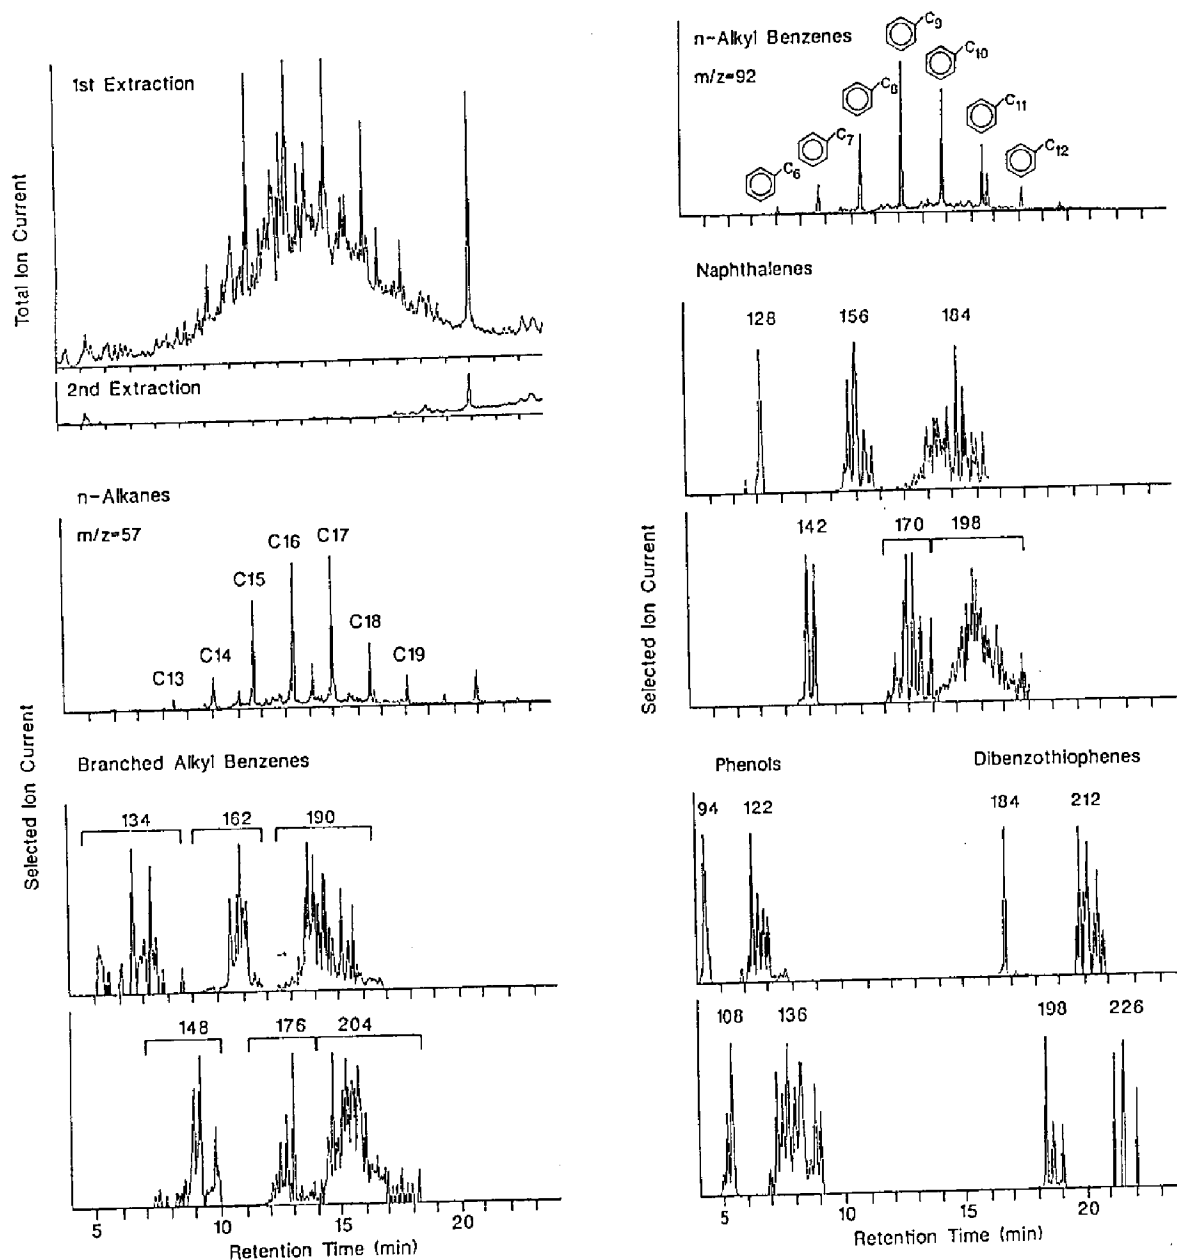 1st Extraction
Total Ion Current
2nd Extraction
n-Alkanes
m/z=57
C13
C14
C15
C16
C17
C18
C19
Selected Ion Current
Branched Alkyl Benzenes
134
162
190
148
176
204
5
10
15
20
Retention Time (min)
n-Alkyl Benzenes
m/z=92
C6
C7
C8
C9
C10
C11
C12
Naphthalenes
128
156
184
Selected Ion Current
142
170
198
Phenols
Dibenzothiophenes
94
122
184
212
108
136
198
226
5
10
15
20
Retention Time (min)